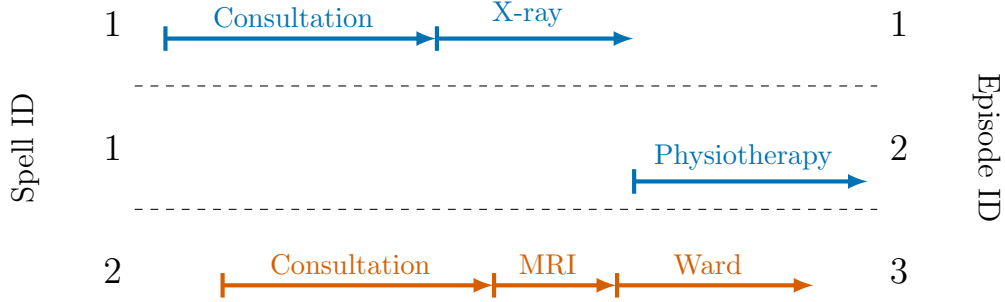 Spell ID
1 Consultation X-ray 1
1 Physiotherapy 2
2 Consultation MRI Ward 3
Episode ID